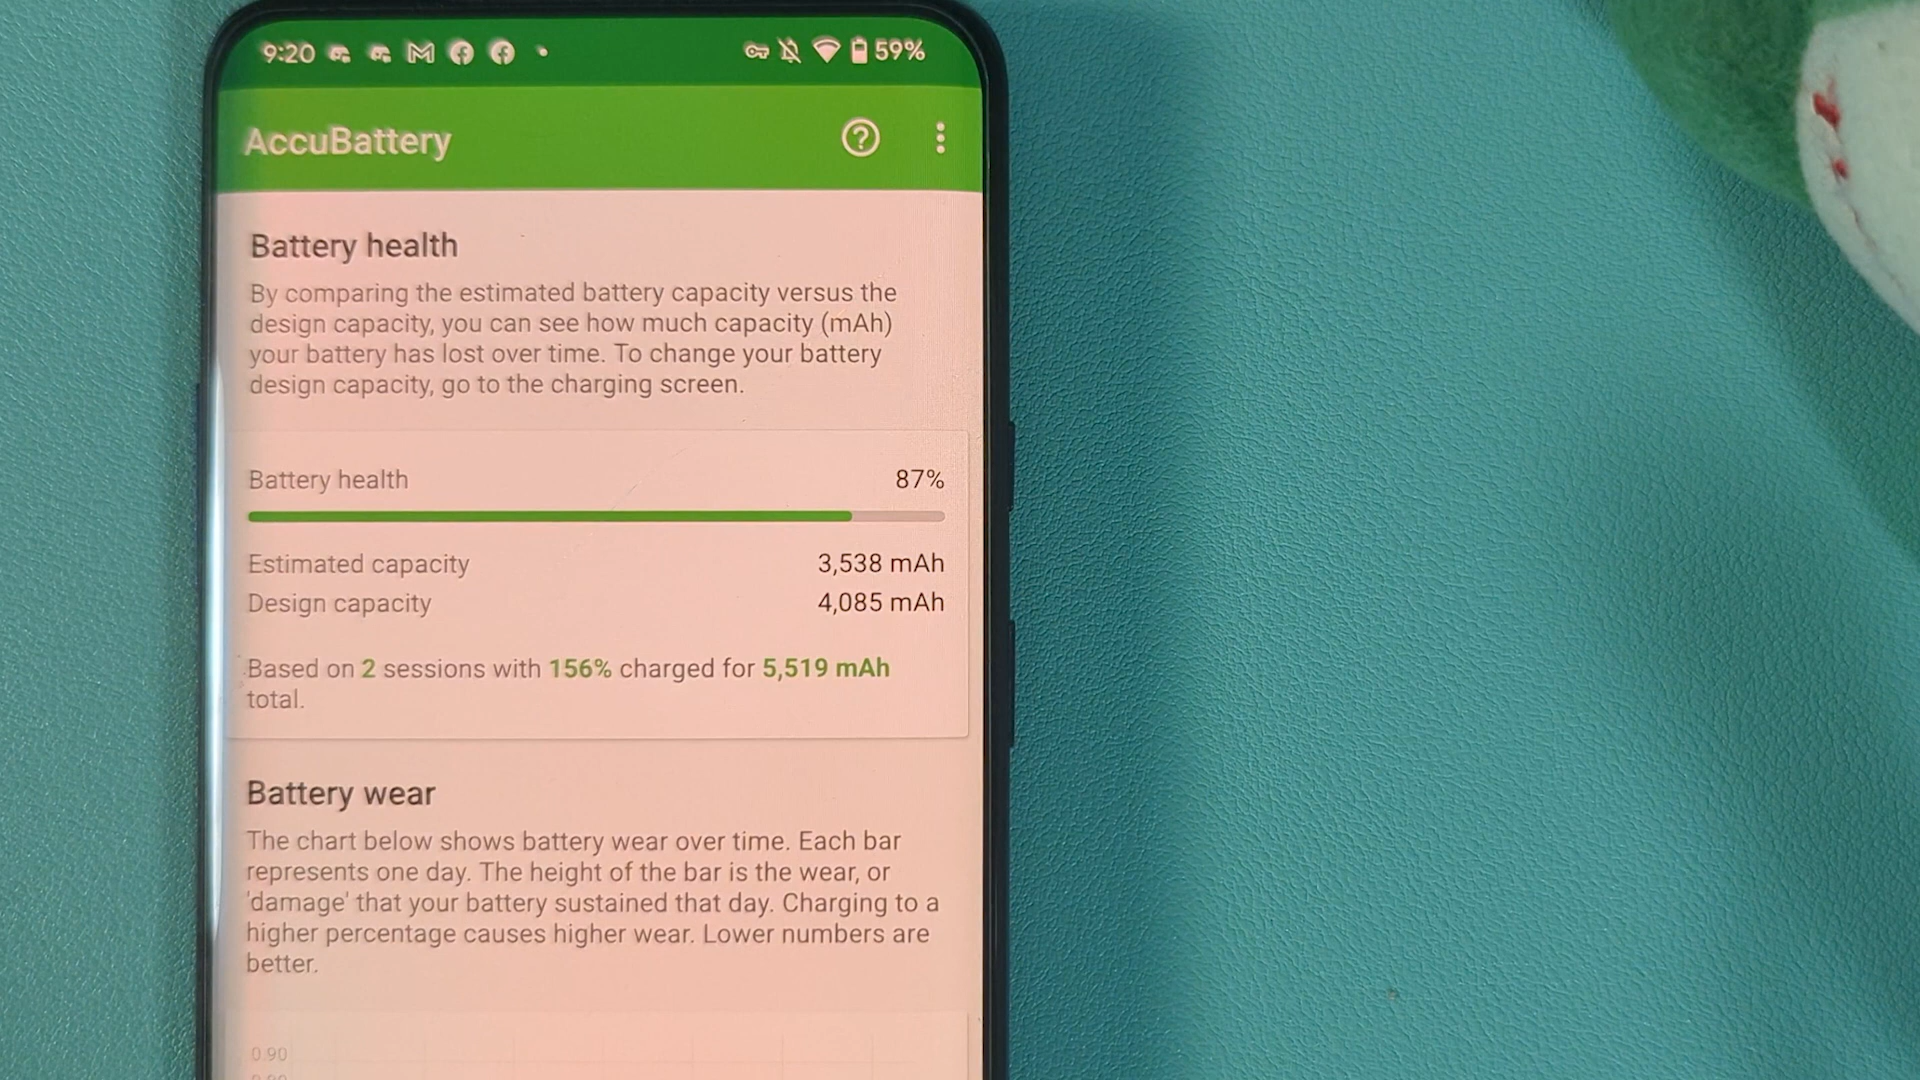 9:20 59%
AccuBattery
Battery health
By comparing the estimated battery capacity versus the
design capacity, you can see how much capacity (mAh)
your battery has lost over time. To change your battery
design capacity, go to the charging screen.
Battery health 87%
Estimated capacity 3,538 mAh
Design capacity 4,085 mAh
Based on 2 sessions with 156% charged for 5,519 mAh
total.
Battery wear
The chart below shows battery wear over time. Each bar
represents one day. The height of the bar is the wear, or
'damage' that your battery sustained that day. Charging to a
higher percentage causes higher wear. Lower numbers are
better.
0.90